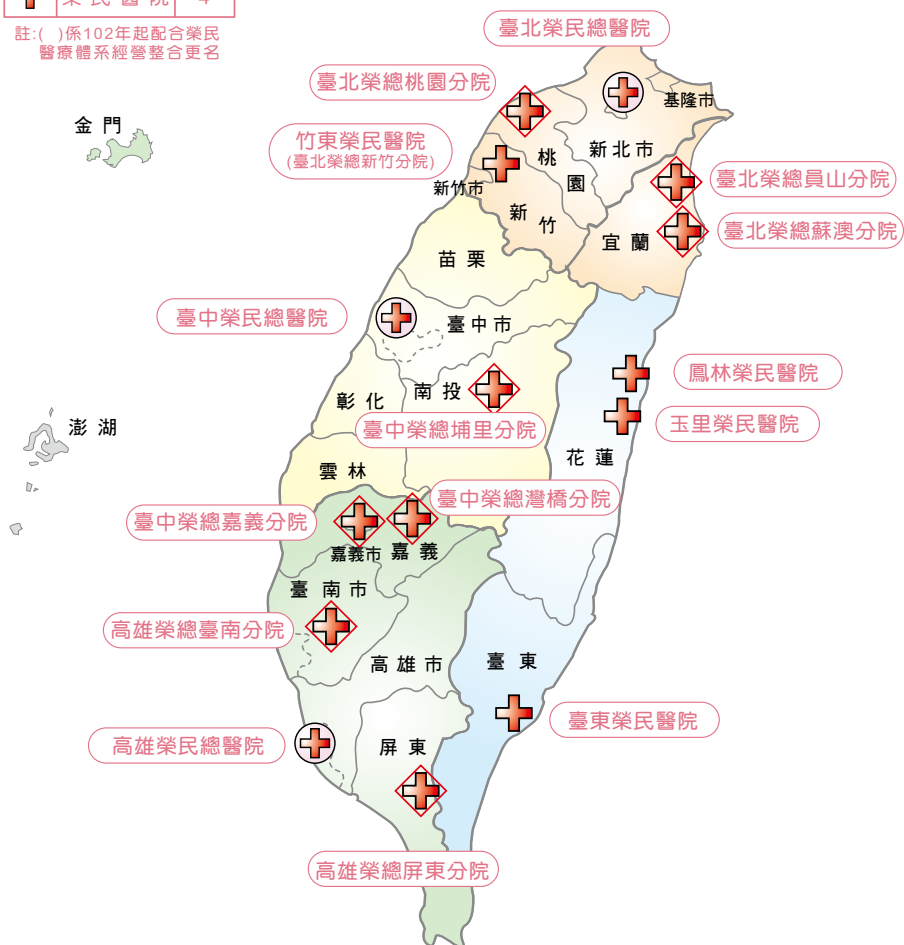 榮民醫院 4
註:( )係102年起配合榮民
醫療體系經營整合更名
臺北榮民總醫院
臺北榮總桃園分院
基隆市
金門
竹東榮民醫院
(臺北榮總新竹分院)
新北市
桃園
臺北榮總員山分院
新竹市
新竹
宜蘭
臺北榮總蘇澳分院
苗栗
臺中榮民總醫院
臺中市
鳳林榮民醫院
南投
彰化
玉里榮民醫院
澎湖
臺中榮總埔里分院
花蓮
雲林
臺中榮總灣橋分院
臺中榮總嘉義分院
嘉義市
嘉義
臺南市
高雄榮總臺南分院
高雄市
臺東
臺東榮民醫院
高雄榮民總醫院
屏東
高雄榮總屏東分院